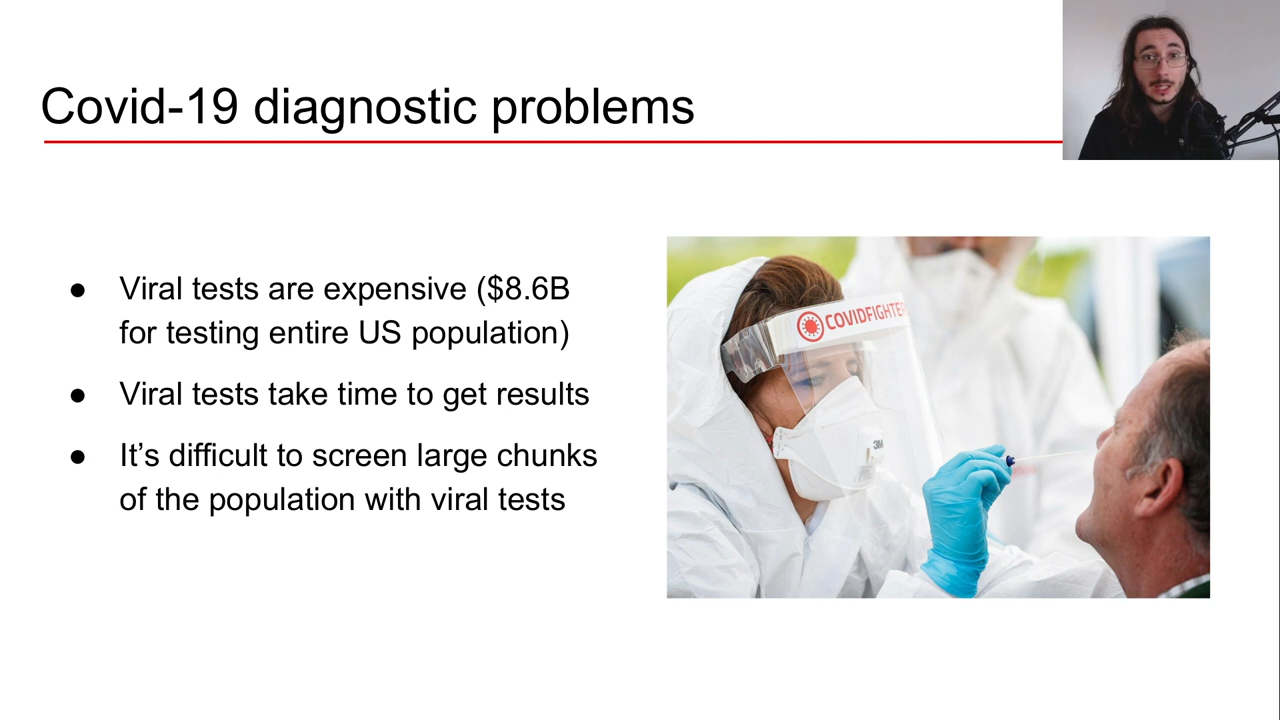 Covid-19 diagnostic problems
● Viral tests are expensive ($8.6B
for testing entire US population)
● Viral tests take time to get results
● It’s difficult to screen large chunks
of the population with viral tests
COVIDFIGHTE
3M